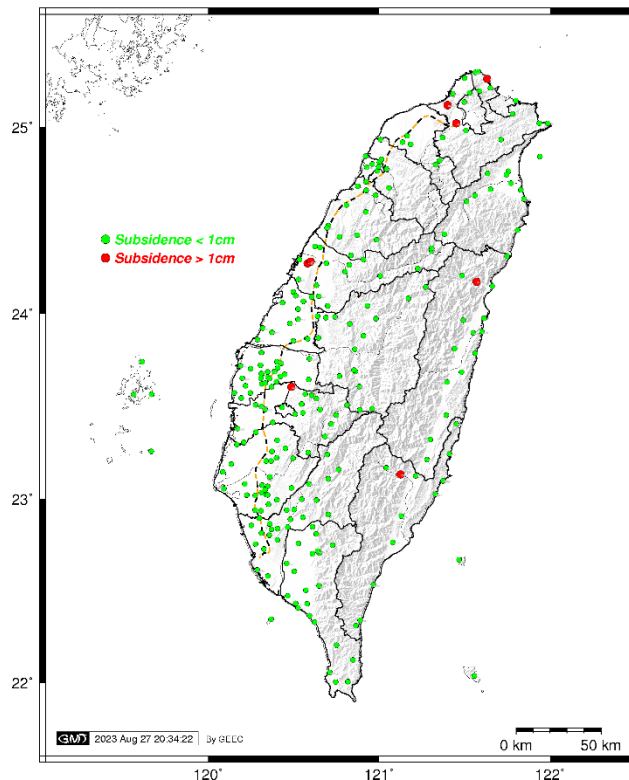 25°
24°
23°
22°
Subsidence < 1cm
Subsidence > 1cm
GMT 2023 Aug 27 20:34:22 By GEEC
0 km 50 km
120° 121° 122°